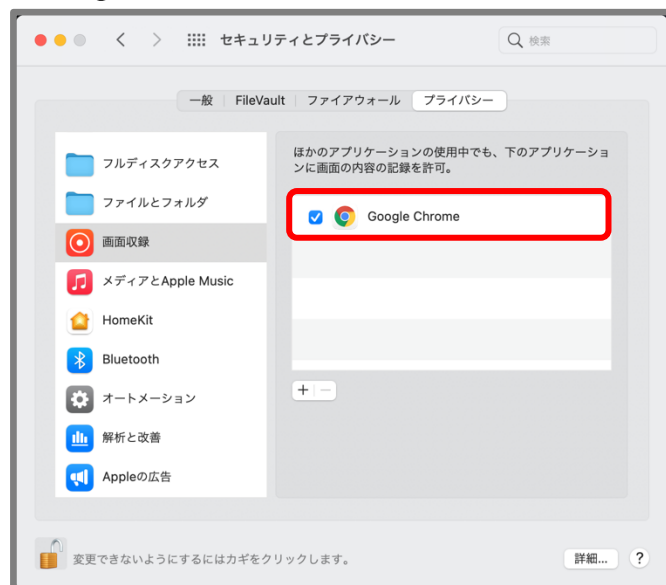 セキュリティとプライバシー
検索
一般 FileVault ファイアウォール プライバシー
フルディスクアクセス
ファイルとフォルダ
画面収録
メディアとApple Music
HomeKit
Bluetooth
オートメーション
解析と改善
Appleの広告
ほかのアプリケーションの使用中でも、下のアプリケーショ
ンに画面の内容の記録を許可。
Google Chrome
変更できないようにするにはカギをクリックします。
詳細... ?